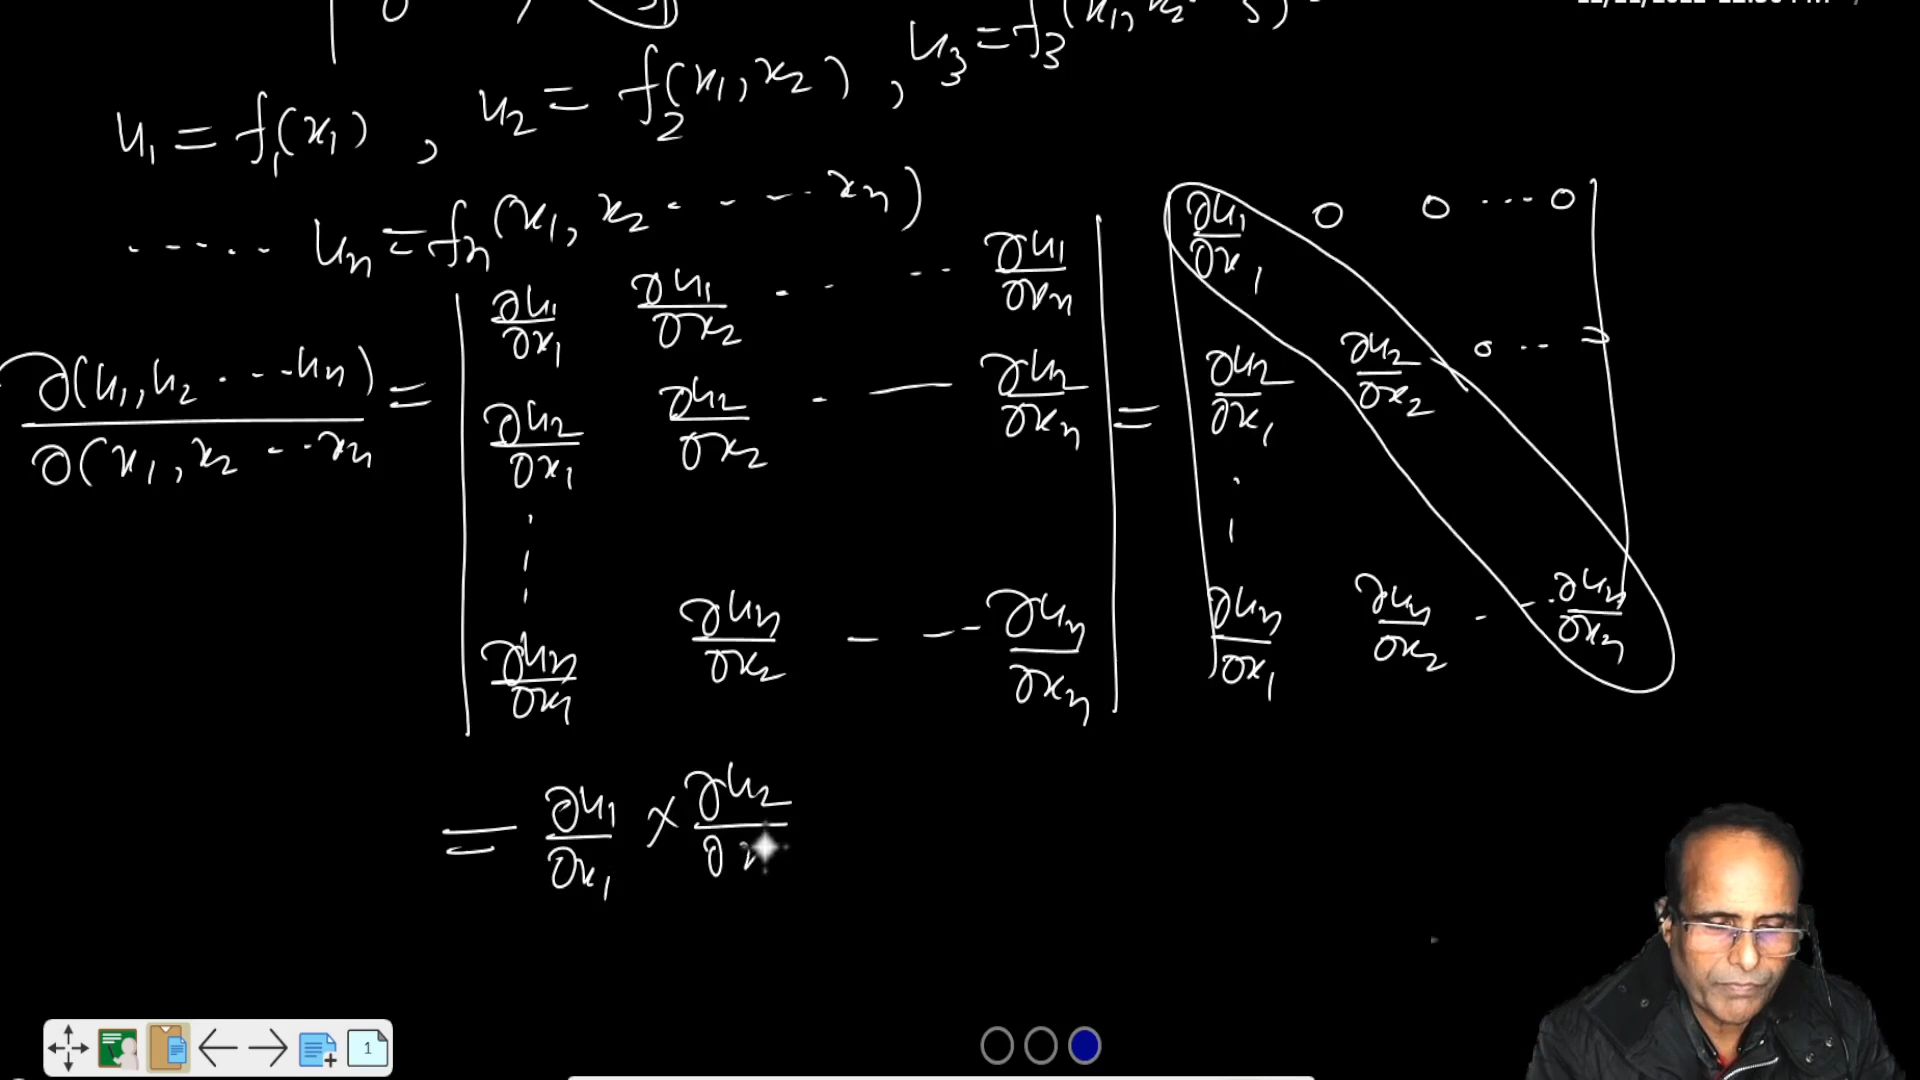 u₁ = f₁(x₁) , u₂ = f₂(x₁, x₂) , u₃ = f₃(x₁, x₂
..... uₙ = fₙ(x₁, x₂ ...... xₙ)
∂(u₁, u₂ ... uₙ) / ∂(x₁, x₂ ... xₙ =
| ∂u₁/∂x₁ ∂u₁/∂x₂ .... ∂u₁/∂xₙ |
| ∂u₂/∂x₁ ∂u₂/∂x₂ . — ∂u₂/∂xₙ |
⋮
| ∂uₙ/∂x₁ ∂uₙ/∂x₂ - -- ∂uₙ/∂xₙ |
=
| ∂u₁/∂x₁ 0 0 .... 0 |
| ∂u₂/∂x₁ ∂u₂/∂x₂ 0 .. |
⋮
| ∂uₙ/∂x₁ ∂uₙ/∂x₂ - -. ∂uₙ/∂xₙ |
= ∂u₁/∂x₁ × ∂u₂/∂x
1